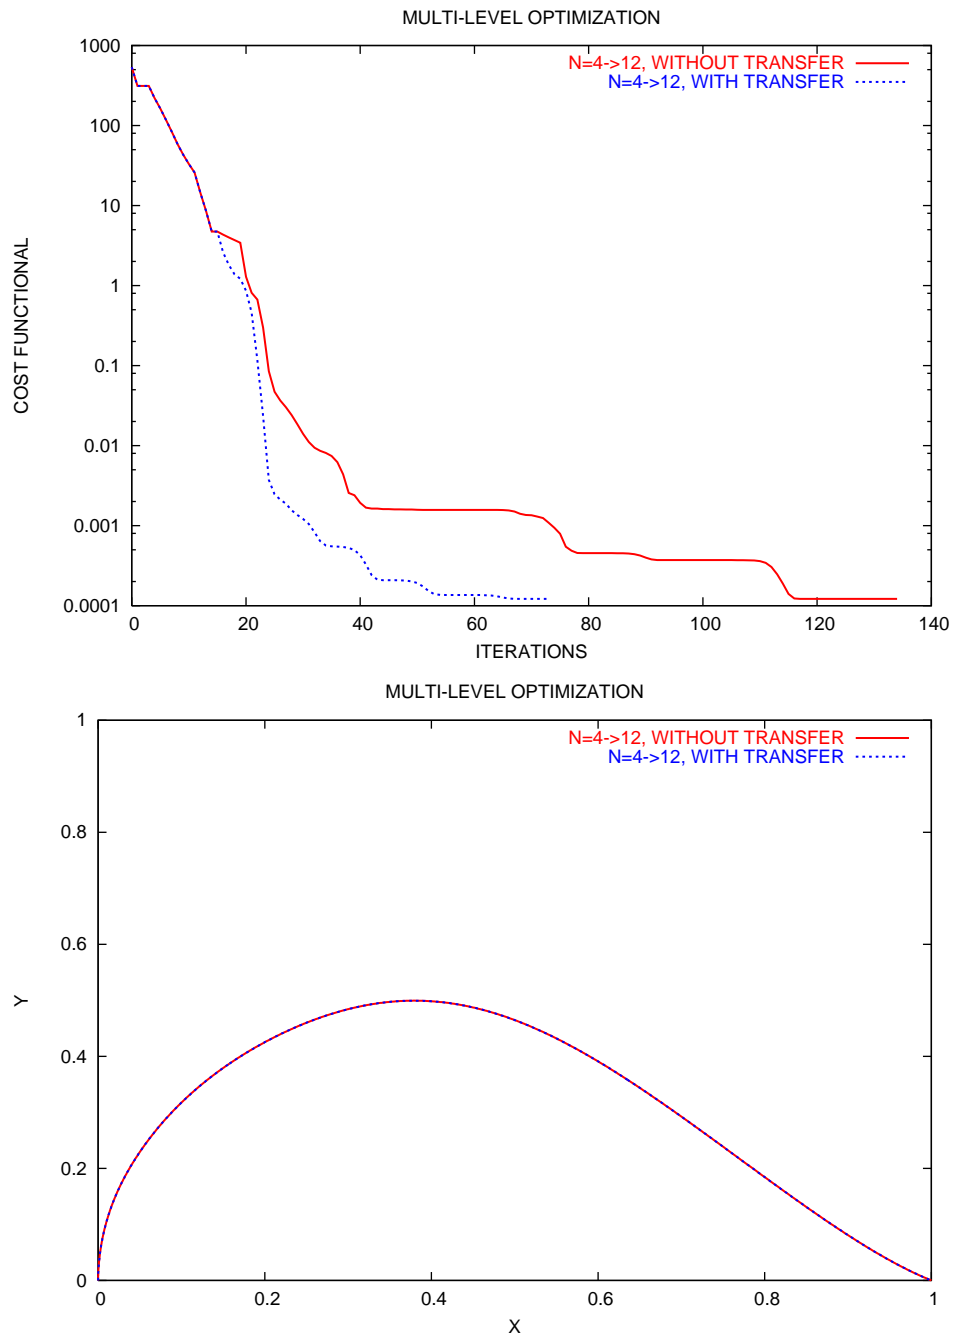 MULTI-LEVEL OPTIMIZATION
1000
100
10
1
0.1
0.01
0.001
0.0001
COST FUNCTIONAL
N=4->12, WITHOUT TRANSFER
N=4->12, WITH TRANSFER
0 20 40 60 80 100 120 140
ITERATIONS
MULTI-LEVEL OPTIMIZATION
1
0.8
0.6
0.4
0.2
0
Y
N=4->12, WITHOUT TRANSFER
N=4->12, WITH TRANSFER
0 0.2 0.4 0.6 0.8 1
X